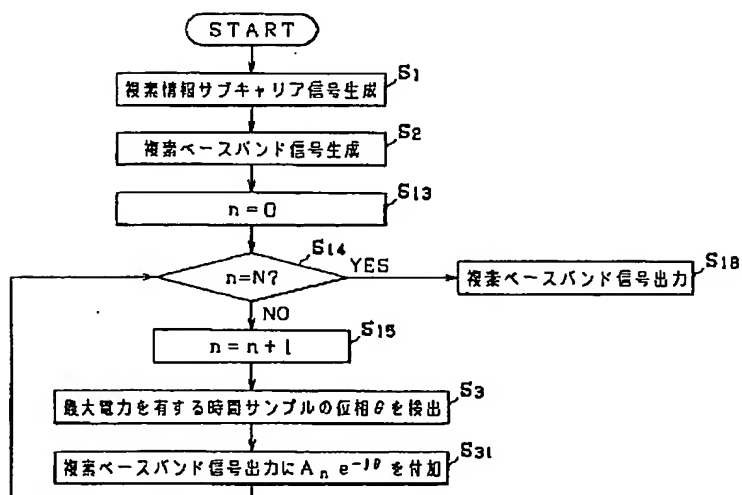 START
S1
複素情報サブキャリア信号生成
S2
複素ベースバンド信号生成
S13
n=0
S14
n=N?
YES
S18
複素ベースバンド信号出力
NO
S15
n=n+1
S3
最大電力を有する時間サンプルの位相θを検出
S31
複素ベースバンド信号出力にAn e-jθを付加